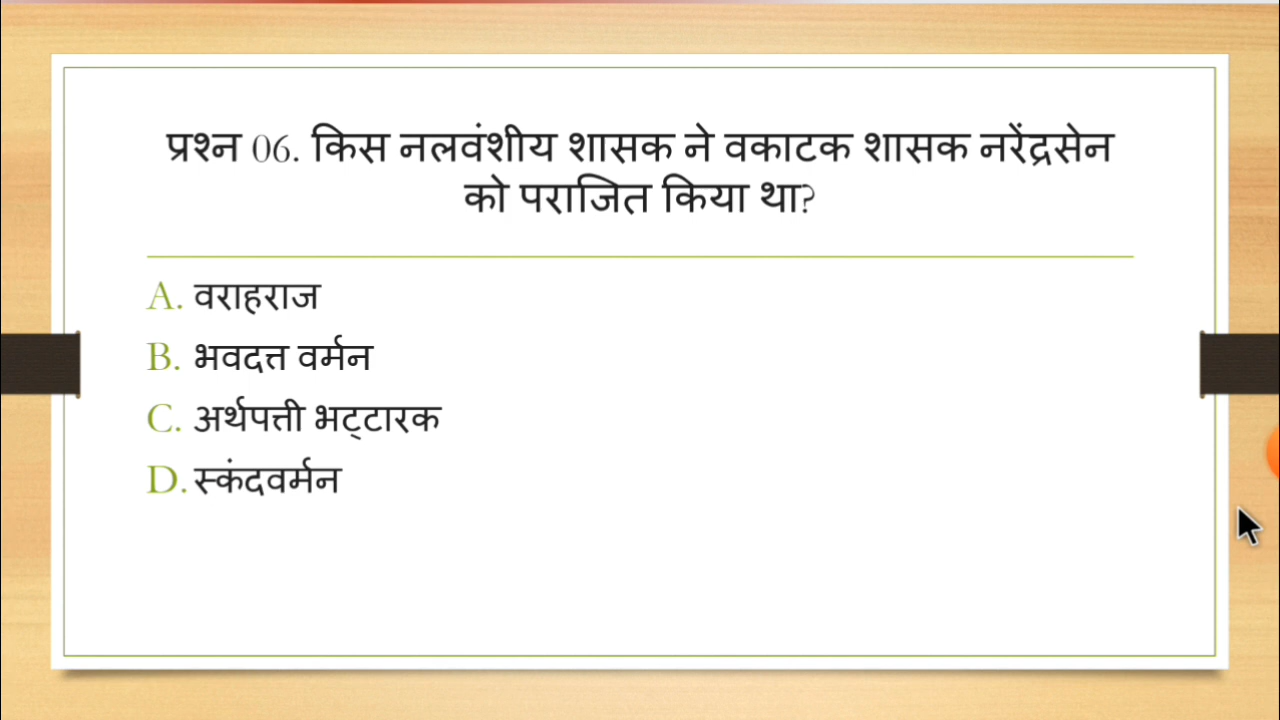 प्रश्न 06. किस नलवंशीय शासक ने वकाटक शासक नरेंद्रसेन
को पराजित किया था?
A. वराहराज
B. भवदत्त वर्मन
C. अर्थपत्ती भट्टारक
D. स्कंदवर्मन